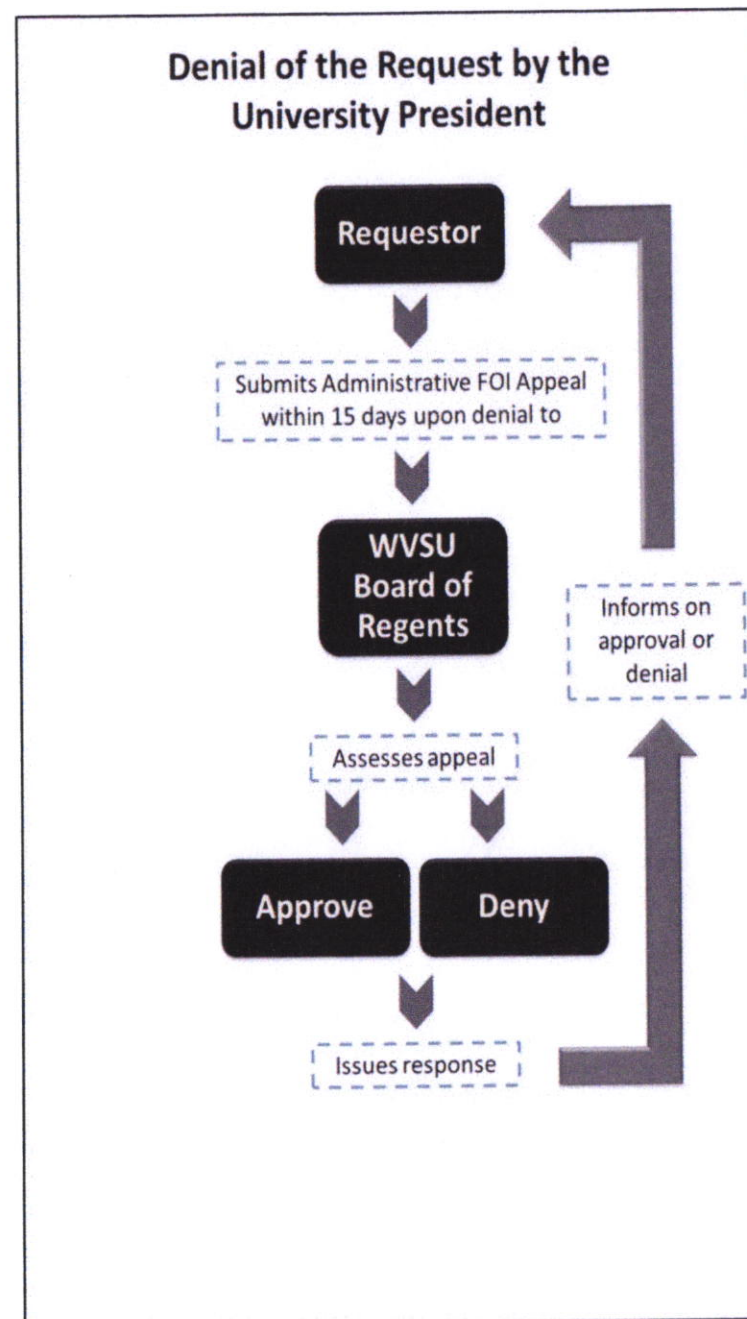 Denial of the Request by the
University President
Requestor
Submits Administrative FOI Appeal
within 15 days upon denial to
WVSU
Board of
Regents
Informs on
approval or
denial
Assesses appeal
Approve
Deny
Issues response